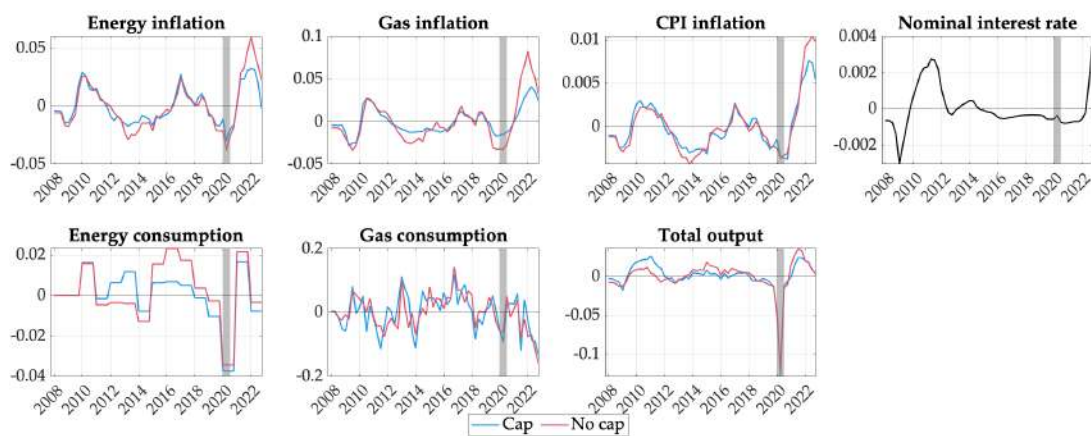 Energy inflation
0.05
0
-0.05
2008 2010 2012 2014 2016 2018 2020 2022
Gas inflation
0.1
0.05
0
-0.05
2008 2010 2012 2014 2016 2018 2020 2022
CPI inflation
0.01
0.005
0
2008 2010 2012 2014 2016 2018 2020 2022
Nominal interest rate
0.004
0.002
0
-0.002
2008 2010 2012 2014 2016 2018 2020 2022
Energy consumption
0.02
0
-0.02
-0.04
2008 2010 2012 2014 2016 2018 2020 2022
Gas consumption
0.2
0
-0.2
2008 2010 2012 2014 2016 2018 2020 2022
Total output
0
-0.05
-0.1
2008 2010 2012 2014 2016 2018 2020 2022
Cap No cap